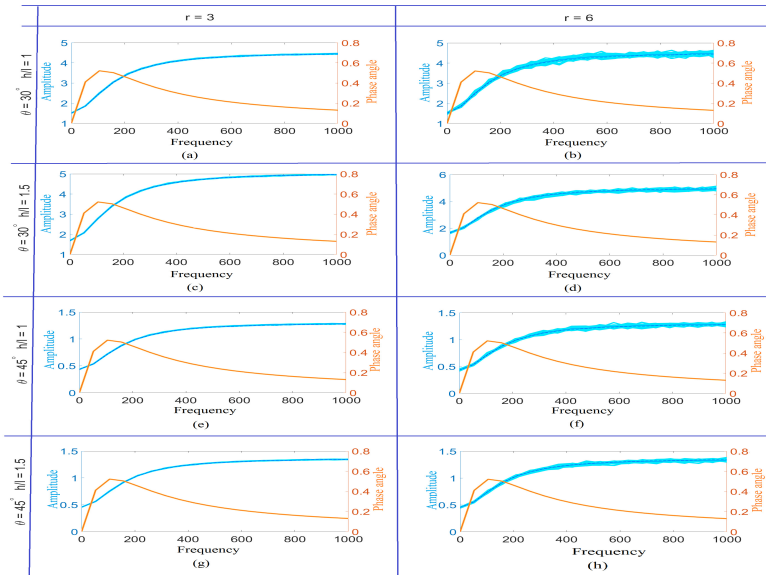 r = 3 r = 6
θ = 30° h/l = 1
Amplitude
5
4
3
2
1
0.8
0.6
0.4
0.2
0
Phase angle
0 200 400 600 800 1000
Frequency
(a)
Amplitude
5
4
3
2
1
0.8
0.6
0.4
0.2
0
Phase angle
0 200 400 600 800 1000
Frequency
(b)
θ = 30° h/l = 1.5
Amplitude
5
4
3
2
1
0.8
0.6
0.4
0.2
0
Phase angle
0 200 400 600 800 1000
Frequency
(c)
Amplitude
6
4
2
0
0.8
0.6
0.4
0.2
0
Phase angle
0 200 400 600 800 1000
Frequency
(d)
θ = 45° h/l = 1
Amplitude
1.5
1
0.5
0
0.8
0.6
0.4
0.2
0
Phase angle
0 200 400 600 800 1000
Frequency
(e)
Amplitude
1.5
1
0.5
0
0.8
0.6
0.4
0.2
0
Phase angle
0 200 400 600 800 1000
Frequency
(f)
θ = 45° h/l = 1.5
Amplitude
1.5
1
0.5
0
0.8
0.6
0.4
0.2
0
Phase angle
0 200 400 600 800 1000
Frequency
(g)
Amplitude
1.5
1
0.5
0
0.8
0.6
0.4
0.2
0
Phase angle
0 200 400 600 800 1000
Frequency
(h)